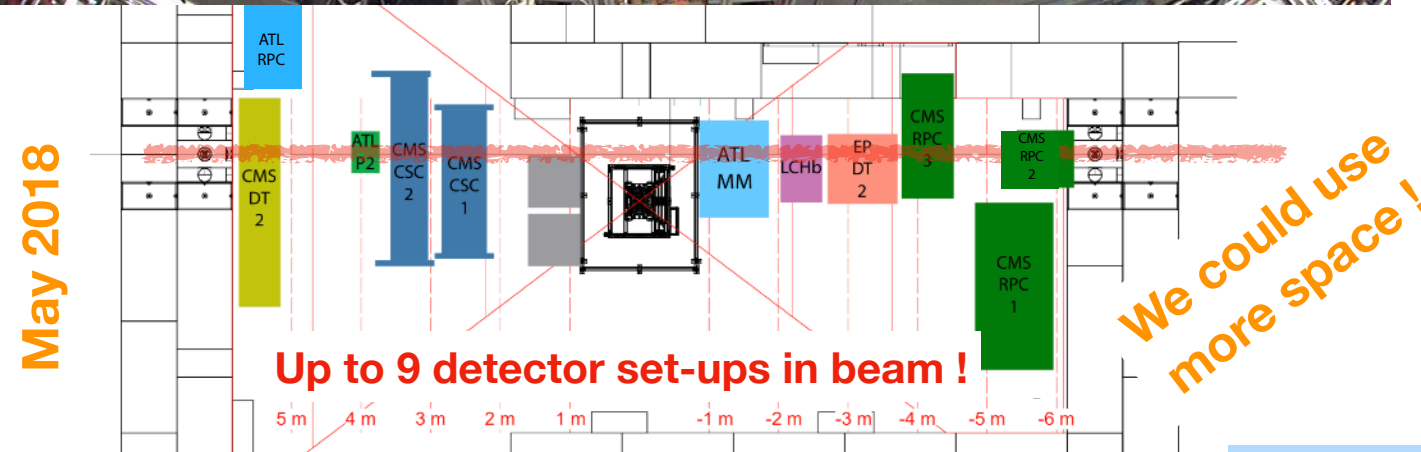 May 2018
ATL
RPC
CMS
DT
2
ATL
P2
CMS
CSC
2
CMS
CSC
1
ATL
MM
LCHb
EP
DT
2
CMS
RPC
3
CMS
RPC
2
CMS
RPC
1
We could use
more space !
Up to 9 detector set-ups in beam !
5 m 4 m 3 m 2 m 1 m -1 m -2 m -3 m -4 m -5 m -6 m